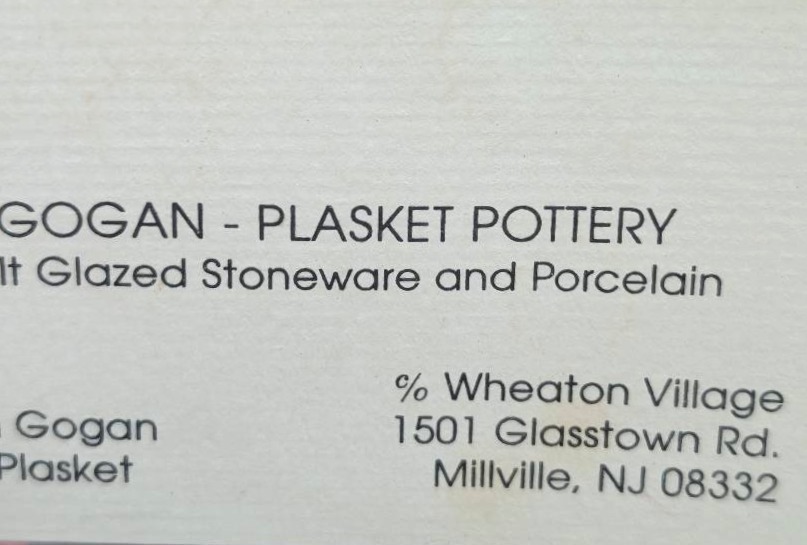 GOGAN - PLASKET POTTERY
lt Glazed Stoneware and Porcelain
Gogan
Plasket
% Wheaton Village
1501 Glasstown Rd.
Millville, NJ 08332